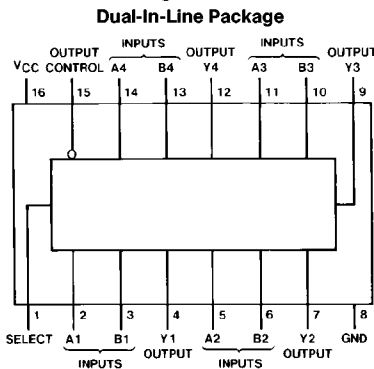 Dual-In-Line Package
INPUTS INPUTS
OUTPUT OUTPUT OUTPUT
VCC CONTROL A4 B4 Y4 A3 B3 Y3
16 15 14 13 12 11 10 9
1 2 3 4 5 6 7 8
SELECT A1 B1 Y1 A2 B2 Y2 GND
OUTPUT OUTPUT
INPUTS INPUTS